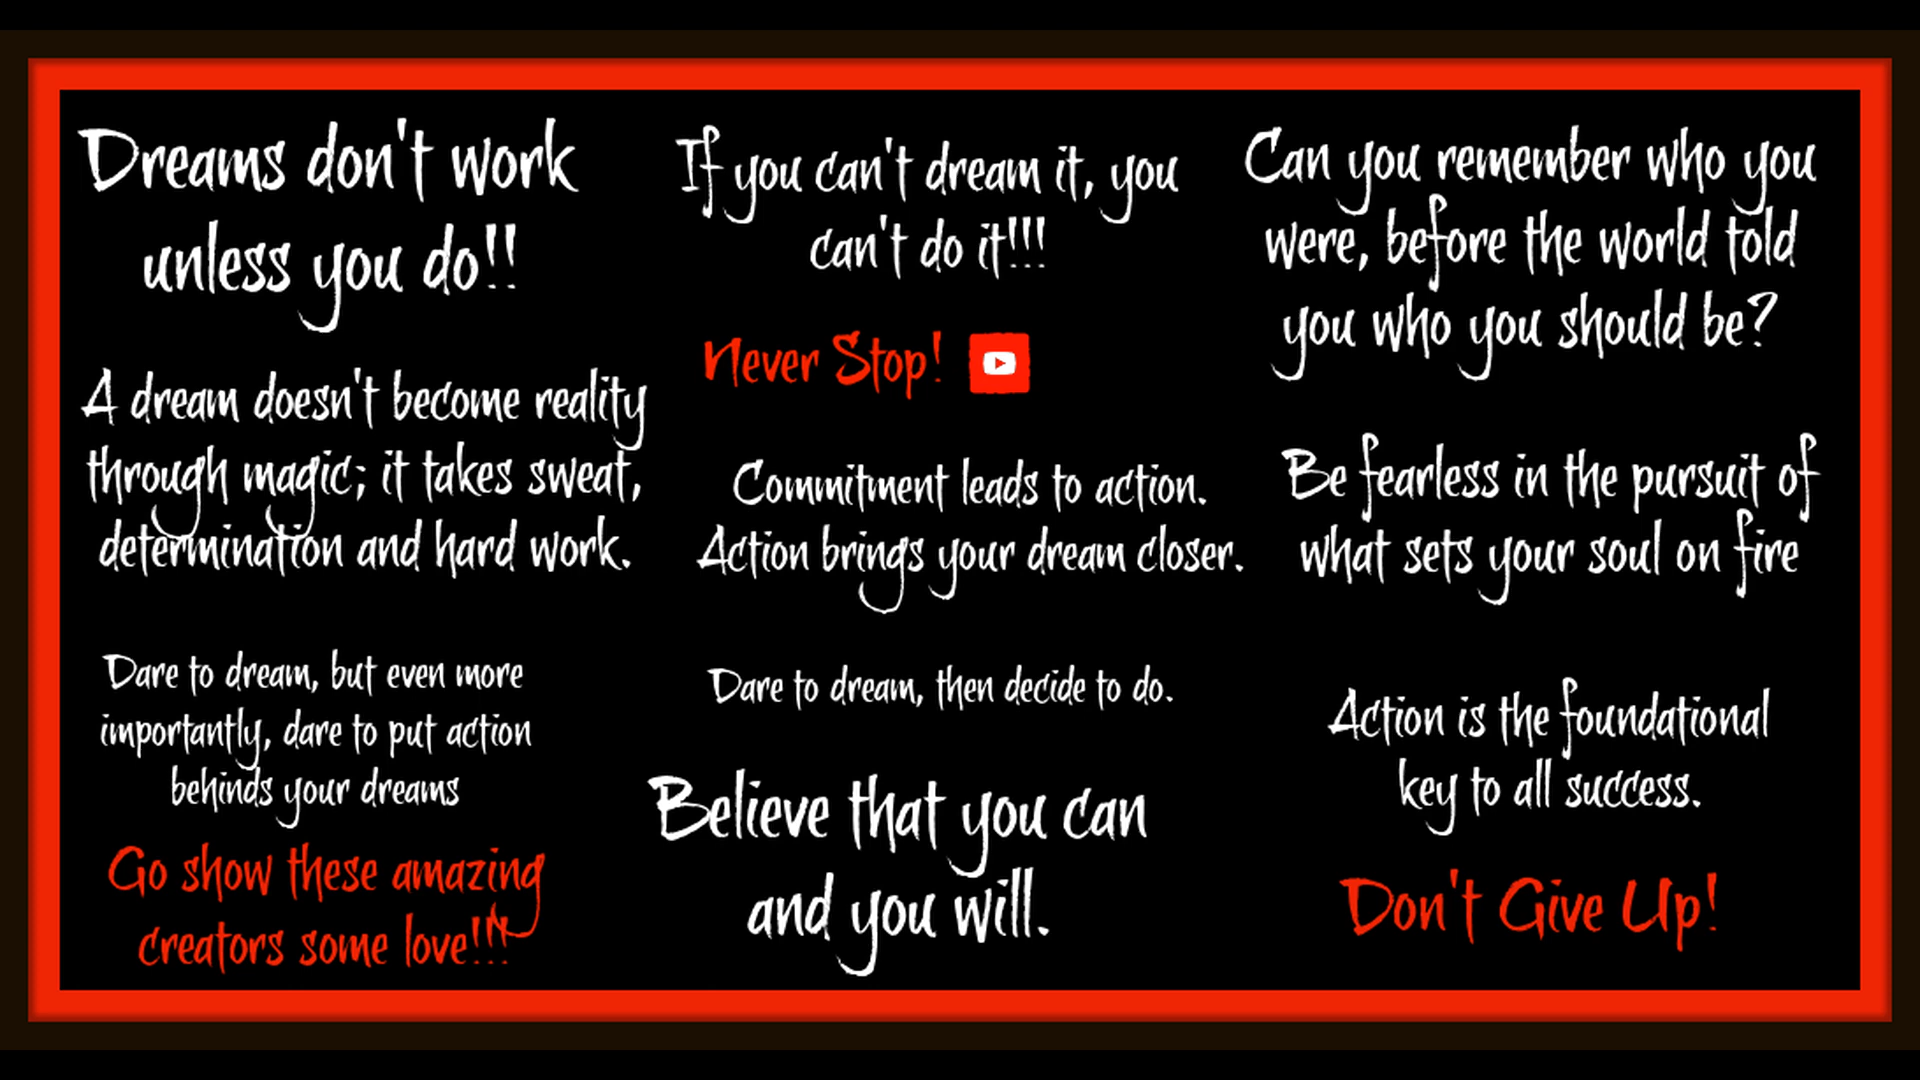 Dreams don't work
unless you do!!
A dream doesn't become reality
through magic; it takes sweat,
determination and hard work.
Dare to dream, but even more
importantly, dare to put action
behinds your dreams
Go show these amazing
creators some love!!!
If you can't dream it, you
can't do it!!!
Never Stop!
Commitment leads to action.
Action brings your dream closer.
Dare to dream, then decide to do.
Believe that you can
and you will.
Can you remember who you
were, before the world told
you who you should be?
Be fearless in the pursuit of
what sets your soul on fire
Action is the foundational
key to all success.
Don't Give Up!